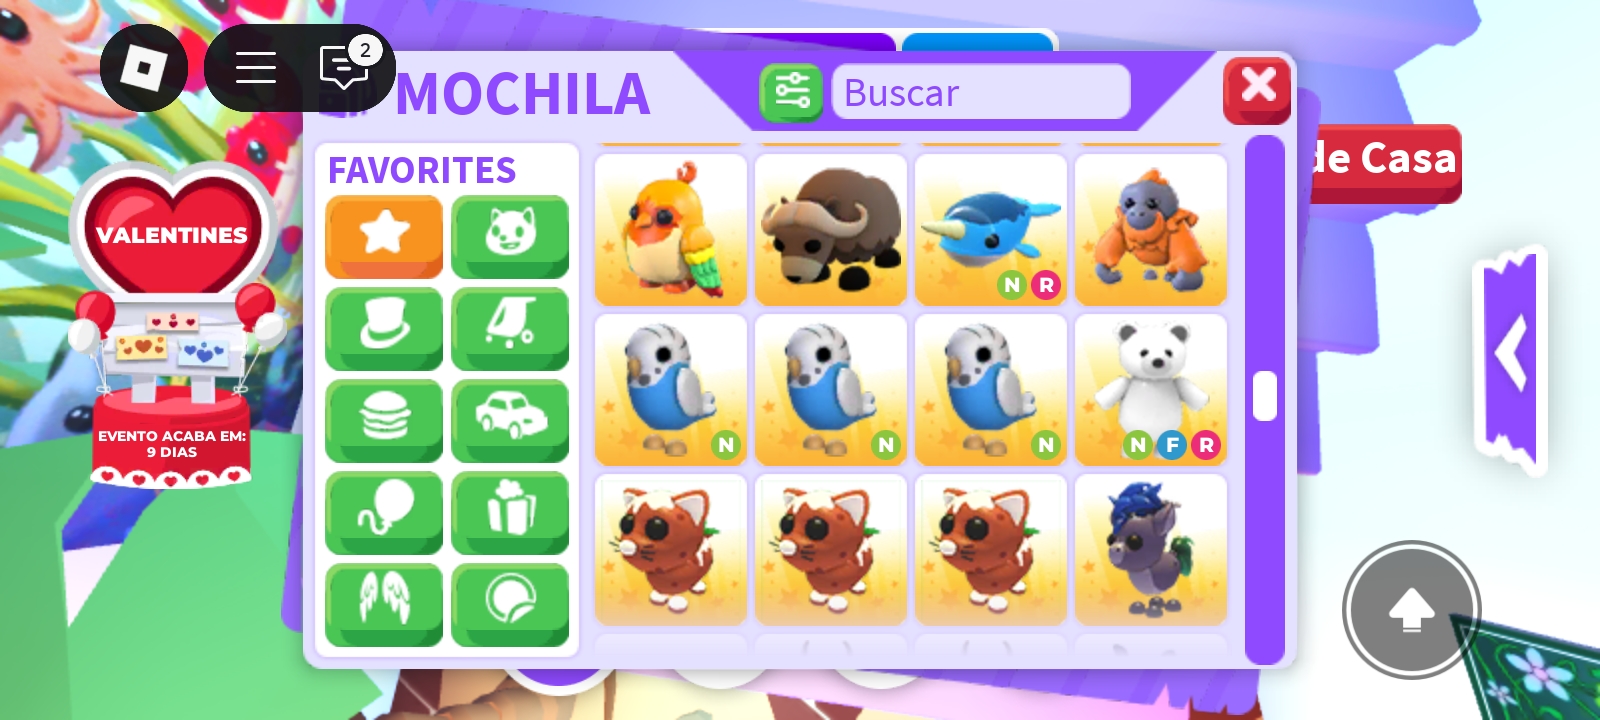 2
MOCHILA
Buscar
de Casa
FAVORITES
VALENTINES
EVENTO ACABA EM:
9 DIAS
N R
N
N
N
N F R